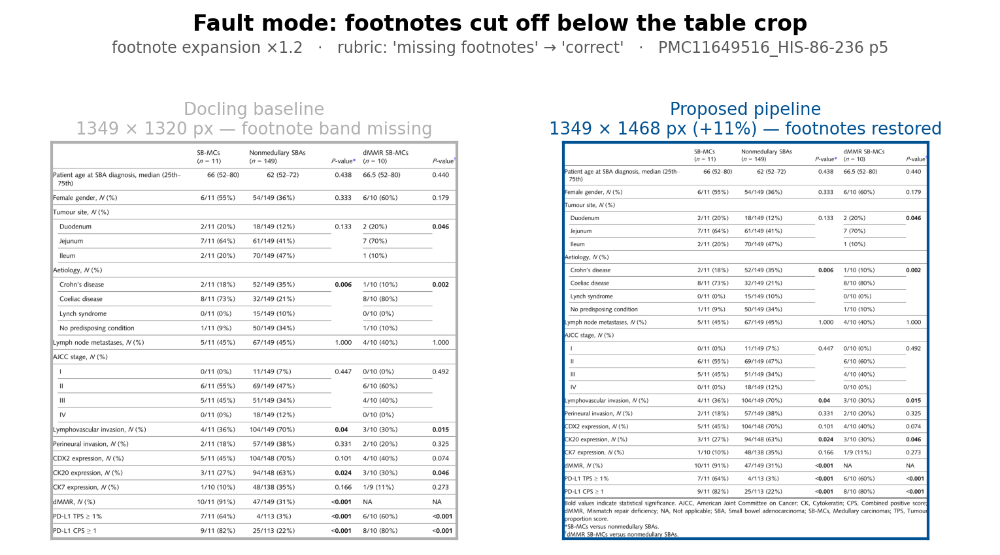 Fault mode: footnotes cut off below the table crop
footnote expansion ×1.2 · rubric: 'missing footnotes' → 'correct' · PMC11649516_HIS-86-236 p5
Docling baseline
1349 × 1320 px — footnote band missing
SB-MCs Nonmedullary SBAs dMMR SB-MCs
(n = 11) (n = 149) P-value* (n = 10) P-value†
Patient age at SBA diagnosis, median (25th– 66 (52–80) 62 (52–72) 0.438 66.5 (52–80) 0.440
75th)
Female gender, N (%) 6/11 (55%) 54/149 (36%) 0.333 6/10 (60%) 0.179
Tumour site, N (%)
Duodenum 2/11 (20%) 18/149 (12%) 0.133 2 (20%) 0.046
Jejunum 7/11 (64%) 61/149 (41%) 7 (70%)
Ileum 2/11 (20%) 70/149 (47%) 1 (10%)
Aetiology, N (%)
Crohn's disease 2/11 (18%) 52/149 (35%) 0.006 1/10 (10%) 0.002
Coeliac disease 8/11 (73%) 32/149 (21%) 8/10 (80%)
Lynch syndrome 0/11 (0%) 15/149 (10%) 0/10 (0%)
No predisposing condition 1/11 (9%) 50/149 (34%) 1/10 (10%)
Lymph node metastases, N (%) 5/11 (45%) 67/149 (45%) 1.000 4/10 (40%) 1.000
AJCC stage, N (%)
I 0/11 (0%) 11/149 (7%) 0.447 0/10 (0%) 0.492
II 6/11 (55%) 69/149 (47%) 6/10 (60%)
III 5/11 (45%) 51/149 (34%) 4/10 (40%)
IV 0/11 (0%) 18/149 (12%) 0/10 (0%)
Lymphovascular invasion, N (%) 4/11 (36%) 104/149 (70%) 0.04 3/10 (30%) 0.015
Perineural invasion, N (%) 2/11 (18%) 57/149 (38%) 0.331 2/10 (20%) 0.325
CDX2 expression, N (%) 5/11 (45%) 104/148 (70%) 0.101 4/10 (40%) 0.074
CK20 expression, N (%) 3/11 (27%) 94/148 (63%) 0.024 3/10 (30%) 0.046
CK7 expression, N (%) 1/10 (10%) 48/138 (35%) 0.166 1/9 (11%) 0.273
dMMR, N (%) 10/11 (91%) 47/149 (31%) <0.001 NA NA
PD-L1 TPS ≥ 1% 7/11 (64%) 4/113 (3%) <0.001 6/10 (60%) <0.001
PD-L1 CPS ≥ 1 9/11 (82%) 25/113 (22%) <0.001 8/10 (80%) <0.001
Proposed pipeline
1349 × 1468 px (+11%) — footnotes restored
SB-MCs Nonmedullary SBAs dMMR SB-MCs
(n = 11) (n = 149) P-value* (n = 10) P-value†
Patient age at SBA diagnosis, median (25th– 66 (52–80) 62 (52–72) 0.438 66.5 (52–80) 0.440
75th)
Female gender, N (%) 6/11 (55%) 54/149 (36%) 0.333 6/10 (60%) 0.179
Tumour site, N (%)
Duodenum 2/11 (20%) 18/149 (12%) 0.133 2 (20%) 0.046
Jejunum 7/11 (64%) 61/149 (41%) 7 (70%)
Ileum 2/11 (20%) 70/149 (47%) 1 (10%)
Aetiology, N (%)
Crohn's disease 2/11 (18%) 52/149 (35%) 0.006 1/10 (10%) 0.002
Coeliac disease 8/11 (73%) 32/149 (21%) 8/10 (80%)
Lynch syndrome 0/11 (0%) 15/149 (10%) 0/10 (0%)
No predisposing condition 1/11 (9%) 50/149 (34%) 1/10 (10%)
Lymph node metastases, N (%) 5/11 (45%) 67/149 (45%) 1.000 4/10 (40%) 1.000
AJCC stage, N (%)
I 0/11 (0%) 11/149 (7%) 0.447 0/10 (0%) 0.492
II 6/11 (55%) 69/149 (47%) 6/10 (60%)
III 5/11 (45%) 51/149 (34%) 4/10 (40%)
IV 0/11 (0%) 18/149 (12%) 0/10 (0%)
Lymphovascular invasion, N (%) 4/11 (36%) 104/149 (70%) 0.04 3/10 (30%) 0.015
Perineural invasion, N (%) 2/11 (18%) 57/149 (38%) 0.331 2/10 (20%) 0.325
CDX2 expression, N (%) 5/11 (45%) 104/148 (70%) 0.101 4/10 (40%) 0.074
CK20 expression, N (%) 3/11 (27%) 94/148 (63%) 0.024 3/10 (30%) 0.046
CK7 expression, N (%) 1/10 (10%) 48/138 (35%) 0.166 1/9 (11%) 0.273
dMMR, N (%) 10/11 (91%) 47/149 (31%) <0.001 NA NA
PD-L1 TPS ≥ 1% 7/11 (64%) 4/113 (3%) <0.001 6/10 (60%) <0.001
PD-L1 CPS ≥ 1 9/11 (82%) 25/113 (22%) <0.001 8/10 (80%) <0.001
Bold values indicate statistical significance. AJCC, American Joint Committee on Cancer; CK, Cytokeratin; CPS, Combined positive score;
dMMR, Mismatch repair deficiency; NA, Not applicable; SBA, Small bowel adenocarcinoma; SB-MCs, Medullary carcinomas; TPS, Tumour
proportion score.
*SB-MCs versus nonmedullary SBAs.
†dMMR SB-MCs versus nonmedullary SBAs.